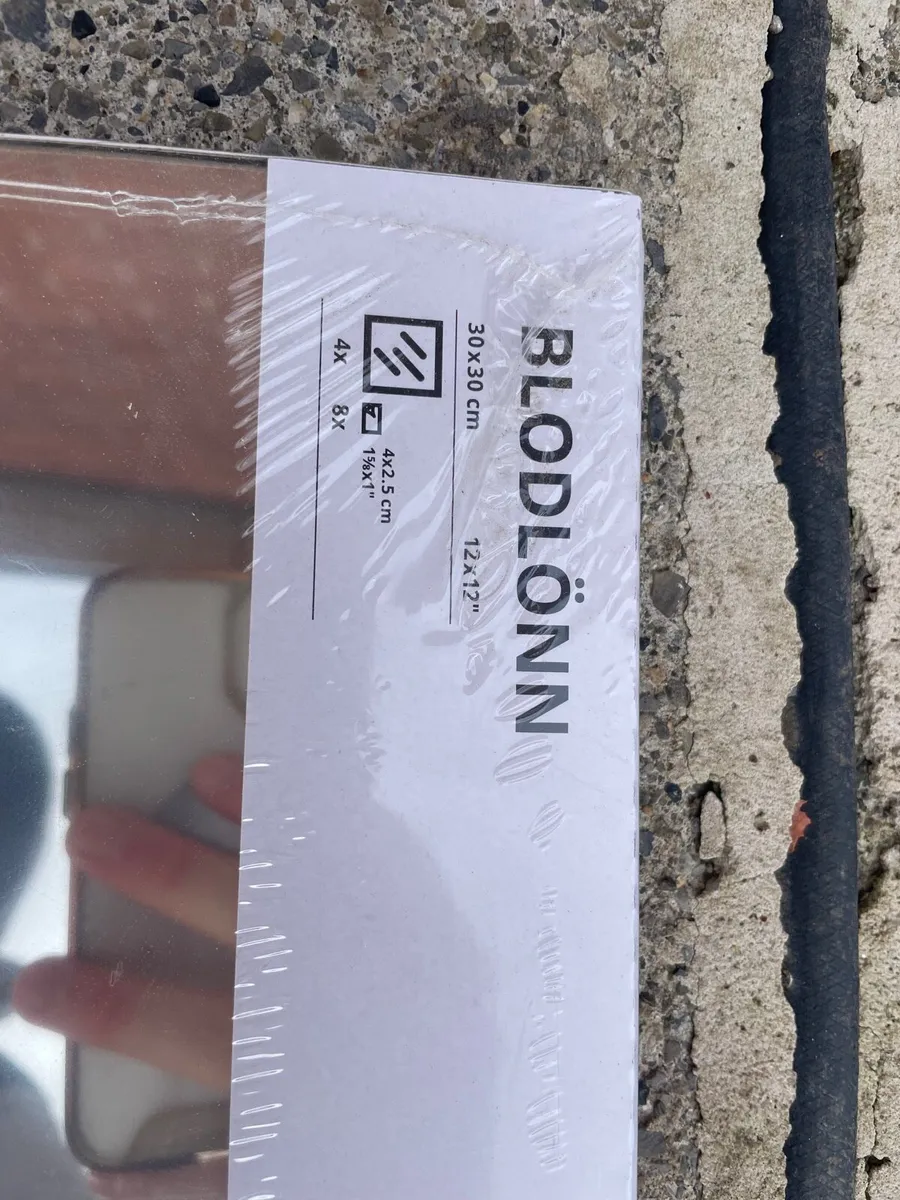 BLODLÖNN
30x30 cm 12x12"
4x2.5 cm
1⅝x1"
4x 8x